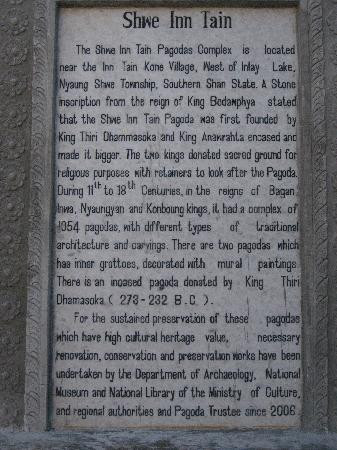 Shwe Inn Tain
The Shwe Inn Tain Pagodas Complex is located
near the Inn Tain Kone Village, West of Inlay Lake,
Nyaung Shwe Township, Southern Shan State. A Stone
inscription from the reign of King Bodawphya stated
that the Shwe Inn Tain Pagoda was first founded by
King Thiri Dhammasoka and King Anawrahta encased and
made it bigger. The two kings donated sacred ground for
religious purposes with retainers to look after the Pagoda.
During 11th to 18th Centuries, in the reigns of Bagan
Inwa, Nyaungyan and Konboung kings, it had a complex of
1054 pagodas, with different types of traditional
architecture and carvings. There are two pagodas which
has inner grottoes, decorated with mural paintings.
There is an incased pagoda donated by King Thiri
Dhamasoka ( 273-232 B.C. ).
For the sustained preservation of these pagodas
which have high cultural heritage value, necessary
renovation, conservation and preservation works have been
undertaken by the Department of Archaeology, National
Museum and National Library of the Ministry of Culture,
and regional authorities and Pagoda Trustee since 2006.